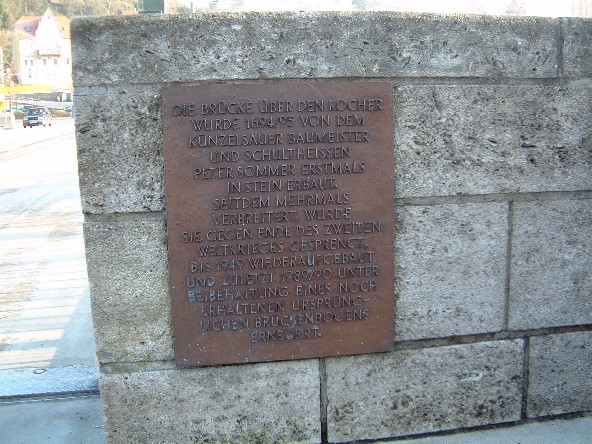 DIE BRÜCKE ÜBER DEN KOCHER
WURDE 1694/95 VON DEM
KÜNZELSAUER BAUMEISTER
UND SCHULTHEISSEN
PETER SOMMER ERSTMALS
IN STEIN ERBAUT.
SEITDEM MEHRMALS
VERBREITERT, WURDE
SIE GEGEN ENDE DES ZWEITEN
WELTKRIEGES GESPRENGT,
BIS 1949 WIEDERAUFGEBAUT
UND ZULETZT 1989/90 UNTER
BEIBEHALTUNG EINES NOCH
ERHALTENEN URSPRÜNG-
LICHEN BRÜCKENBOGENS
ERNEUERT.